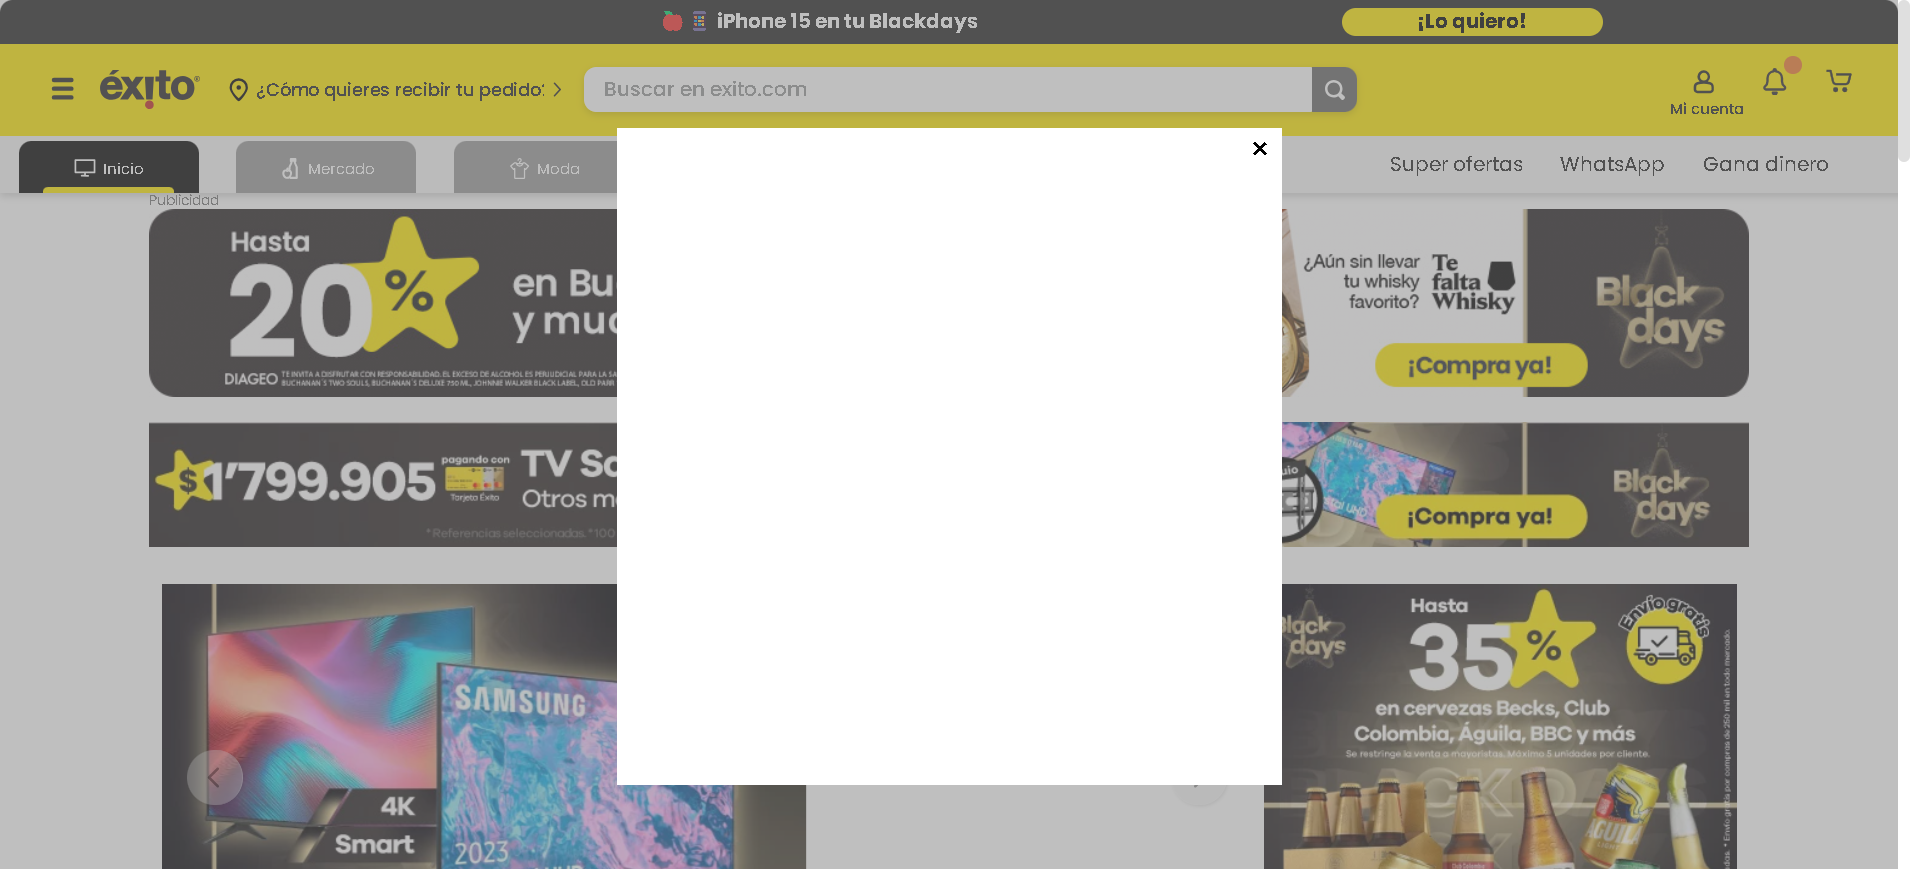 iPhone 15 en tu Blackdays
¡Lo quiero!
éxito
¿Cómo quieres recibir tu pedido?
Buscar en exito.com
Mi cuenta
Inicio
Mercado
Moda
Super ofertas
WhatsApp
Gana dinero
Publicidad
Hasta
20%
en Bu
y muc
DIAGEO
TE INVITA A DISFRUTAR CON RESPONSABILIDAD. EL EXCESO DE ALCOHOL ES PERJUDICIAL PARA LA SA
BUCHANAN´S TWO SOULS, BUCHANAN´S DELUXE 750 ML, JOHNNIE WALKER BLACK LABEL, OLD PARR
¿Aún sin llevar
tu whisky
favorito?
Te
falta
Whisky
¡Compra ya!
Black
days
$1'799.905
pagando con
Tarjeta Éxito
TV Sa
Otros m
*Referencias seleccionadas. *100
¡Compra ya!
Black
days
SAMSUNG
4K
Smart
2023
Black
days
Hasta
35%
Envío gratis
en cervezas Becks, Club
Colombia, Águila, BBC y más
Se restringe la venta a mayoristas. Máximo 5 unidades por cliente.
AGUILA